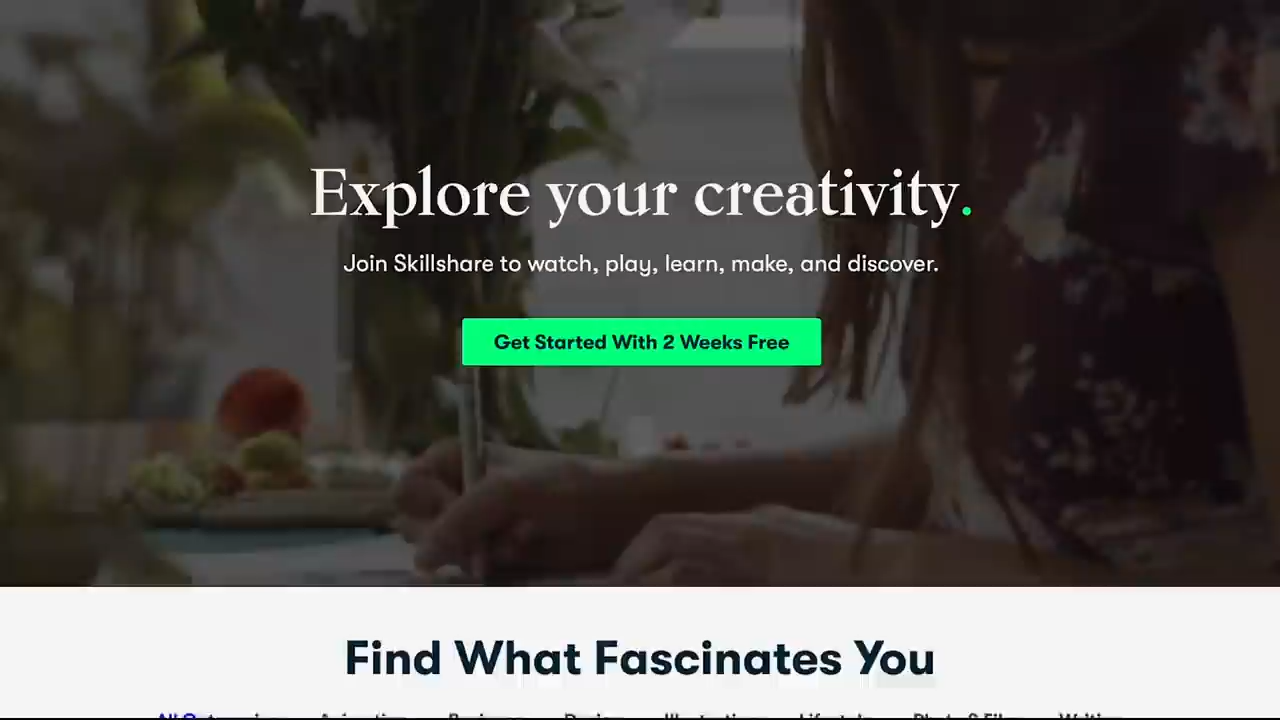 Explore your creativity.
Join Skillshare to watch, play, learn, make, and discover.
Get Started With 2 Weeks Free
Find What Fascinates You